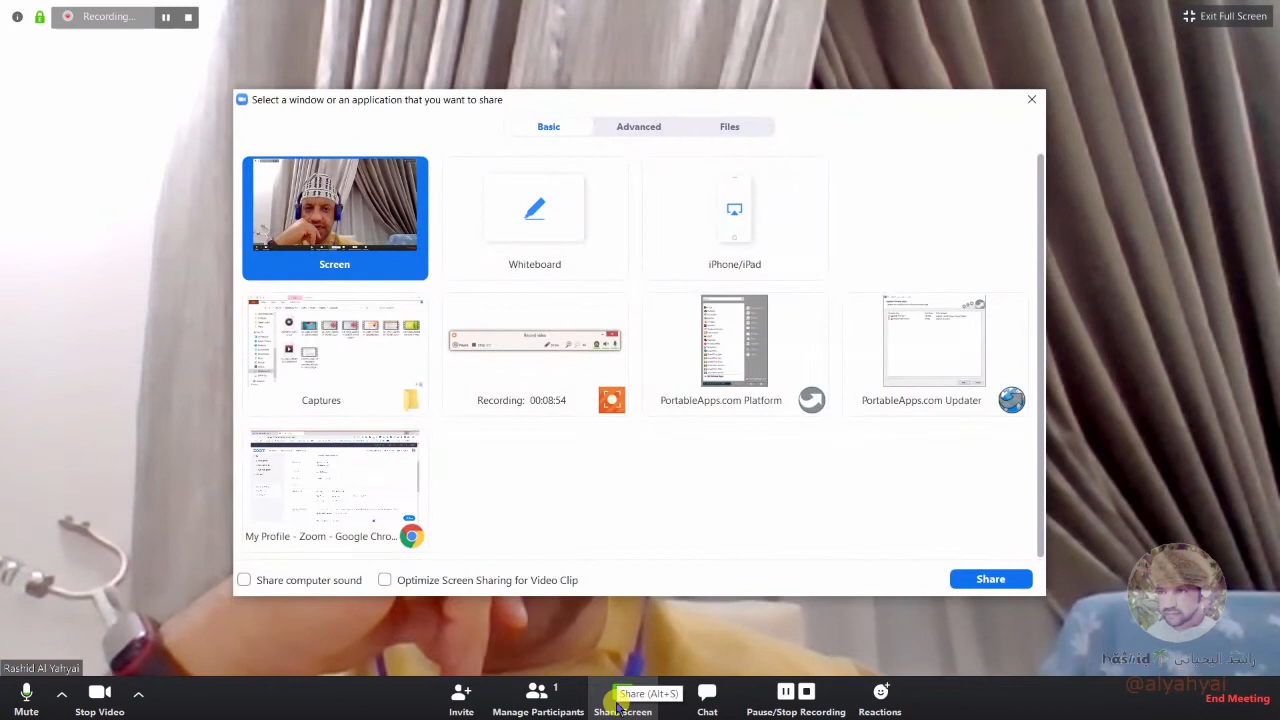 Recording...
Exit Full Screen
Select a window or an application that you want to share
Basic
Advanced
Files
Screen
Whiteboard
iPhone/iPad
Captures
Recording: 00:08:54
PortableApps.com Platform
PortableApps.com Updater
My Profile - Zoom - Google Chro...
Share computer sound
Optimize Screen Sharing for Video Clip
Share
Rashid Al Yahyai
rashid راشد اليحيائي
@alyahyai
Mute
Stop Video
Invite
1
Manage Participants
Share (Alt+S)
Share Screen
Chat
Pause/Stop Recording
Reactions
End Meeting